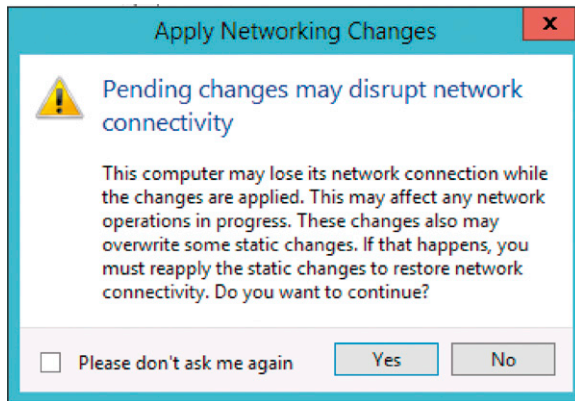 Apply Networking Changes
x
Pending changes may disrupt network
connectivity
This computer may lose its network connection while
the changes are applied. This may affect any network
operations in progress. These changes also may
overwrite some static changes. If that happens, you
must reapply the static changes to restore network
connectivity. Do you want to continue?
Please don't ask me again Yes No